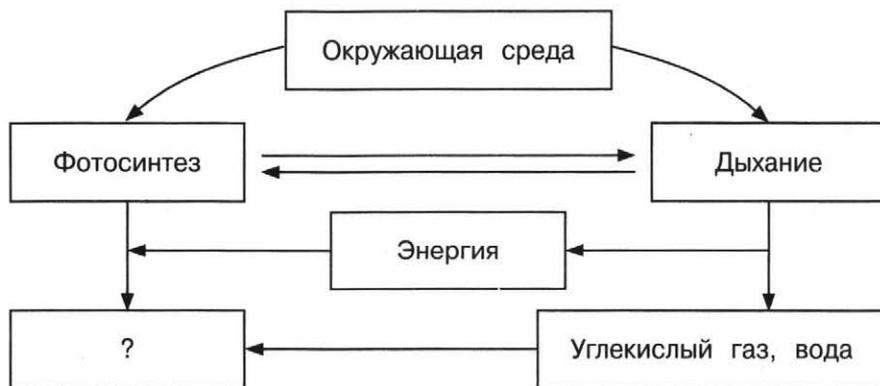 Окружающая среда
Фотосинтез
Дыхание
Энергия
?
Углекислый газ, вода